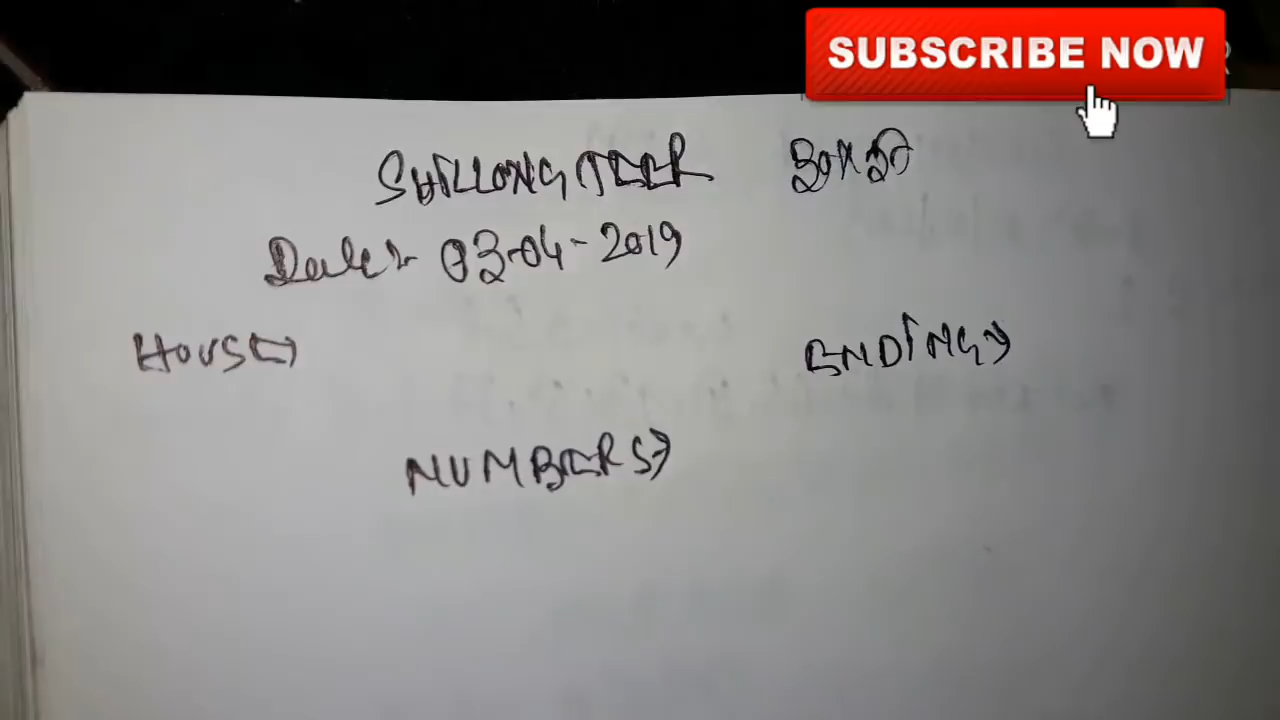 SUBSCRIBE NOW
SHILLONG TEER
Date:- 03-04-2019
HOUSE→ ENDING→
NUMBERS→